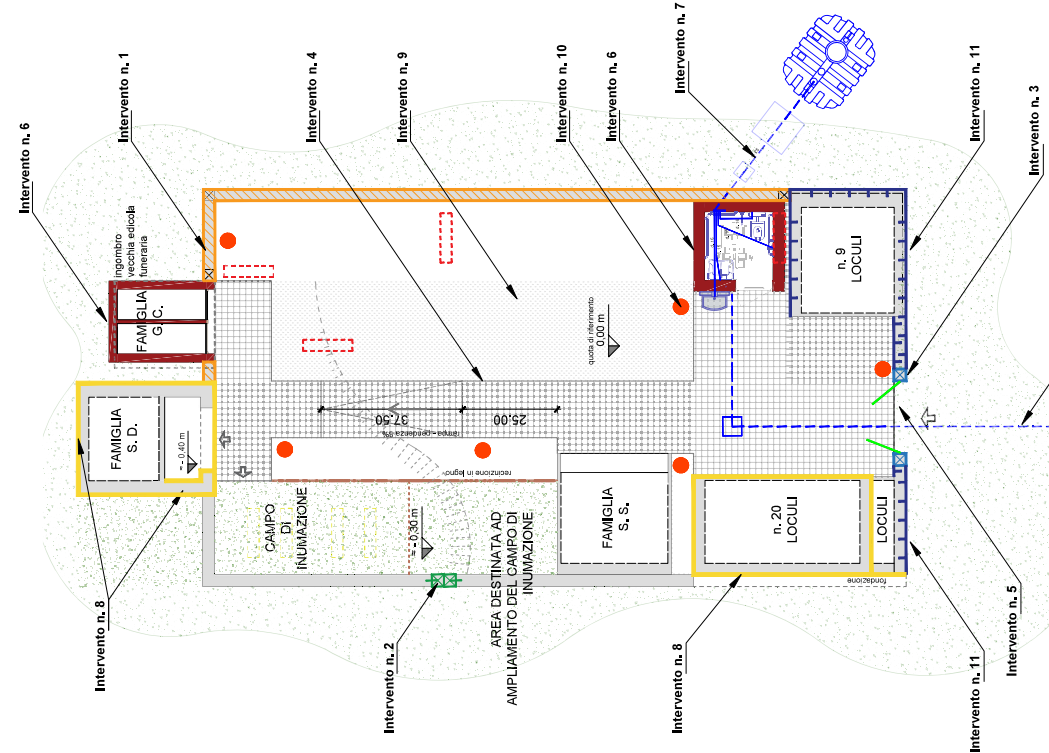 Intervento n. 6
Intervento n. 1
Intervento n. 4
Intervento n. 9
Intervento n. 10
Intervento n. 6
Intervento n. 7
Intervento n. 11
Intervento n. 3
ingombro
vecchia edicola
funeraria
FAMIGLIA
G. C.
FAMIGLIA
S. D.
= - 0,40 m
quota di riferimento
0,00 m
n. 9
LOCULI
37.50
25.00
rampa - pendenza 8%
recinzione in legno
CAMPO
DI
INUMAZIONE
= - 0,30 m
AREA DESTINATA AD
AMPLIAMENTO DEL CAMPO DI
INUMAZIONE
FAMIGLIA
S. S.
n. 20
LOCULI
LOCULI
fondazione
Intervento n. 8
Intervento n. 2
Intervento n. 8
Intervento n. 11
Intervento n. 5